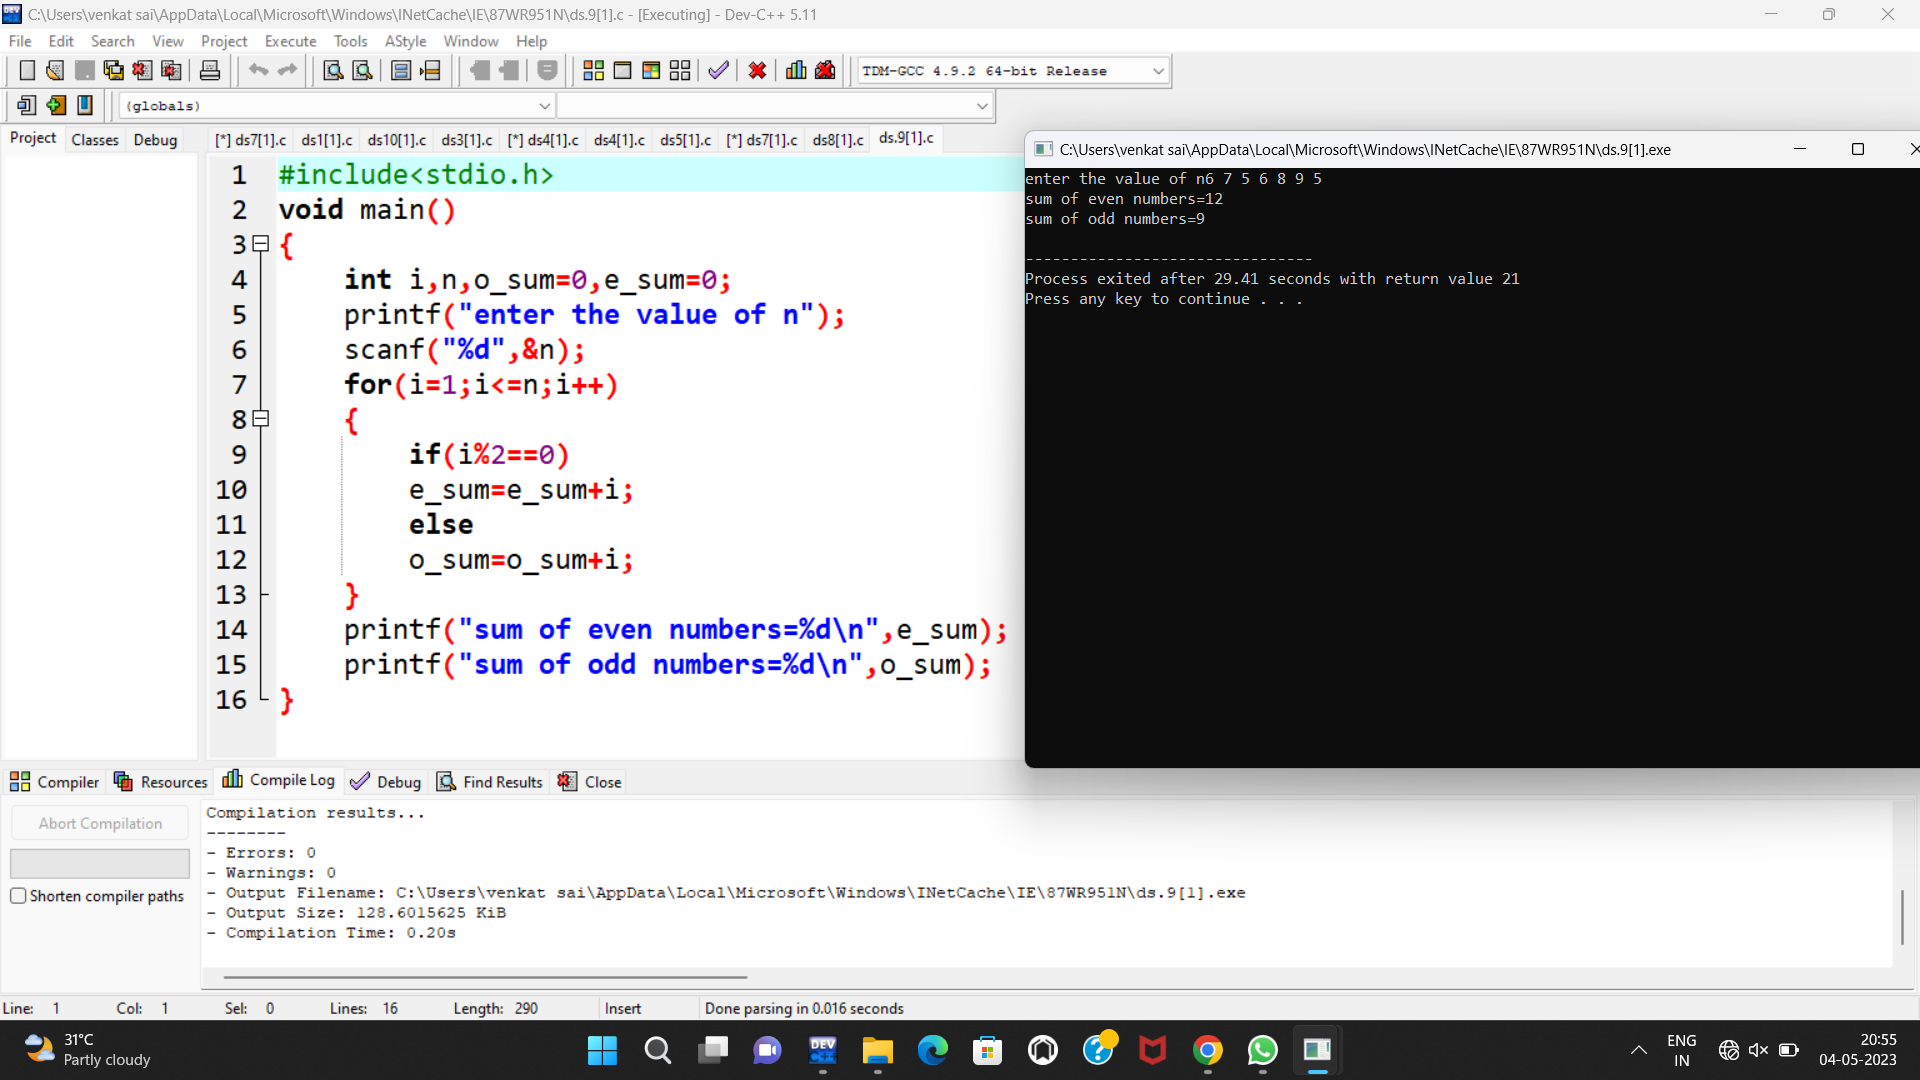 C:\Users\venkat sai\AppData\Local\Microsoft\Windows\INetCache\IE\87WR951N\ds.9[1].c - [Executing] - Dev-C++ 5.11
File Edit Search View Project Execute Tools AStyle Window Help
TDM-GCC 4.9.2 64-bit Release
(globals)
Project Classes Debug
[*] ds7[1].c ds1[1].c ds10[1].c ds3[1].c [*] ds4[1].c ds4[1].c ds5[1].c [*] ds7[1].c ds8[1].c ds.9[1].c
1 #include<stdio.h>
2 void main()
3 {
4 int i,n,o_sum=0,e_sum=0;
5 printf("enter the value of n");
6 scanf("%d",&n);
7 for(i=1;i<=n;i++)
8 {
9 if(i%2==0)
10 e_sum=e_sum+i;
11 else
12 o_sum=o_sum+i;
13 }
14 printf("sum of even numbers=%d\n",e_sum);
15 printf("sum of odd numbers=%d\n",o_sum);
16 }
C:\Users\venkat sai\AppData\Local\Microsoft\Windows\INetCache\IE\87WR951N\ds.9[1].exe
enter the value of n6 7 5 6 8 9 5
sum of even numbers=12
sum of odd numbers=9
--------------------------------
Process exited after 29.41 seconds with return value 21
Press any key to continue . . .
Compiler Resources Compile Log Debug Find Results Close
Abort Compilation
Shorten compiler paths
Compilation results...
--------
- Errors: 0
- Warnings: 0
- Output Filename: C:\Users\venkat sai\AppData\Local\Microsoft\Windows\INetCache\IE\87WR951N\ds.9[1].exe
- Output Size: 128.6015625 KiB
- Compilation Time: 0.20s
Line: 1 Col: 1 Sel: 0 Lines: 16 Length: 290 Insert Done parsing in 0.016 seconds
31°C
Partly cloudy
DEV
ENG
IN
20:55
04-05-2023